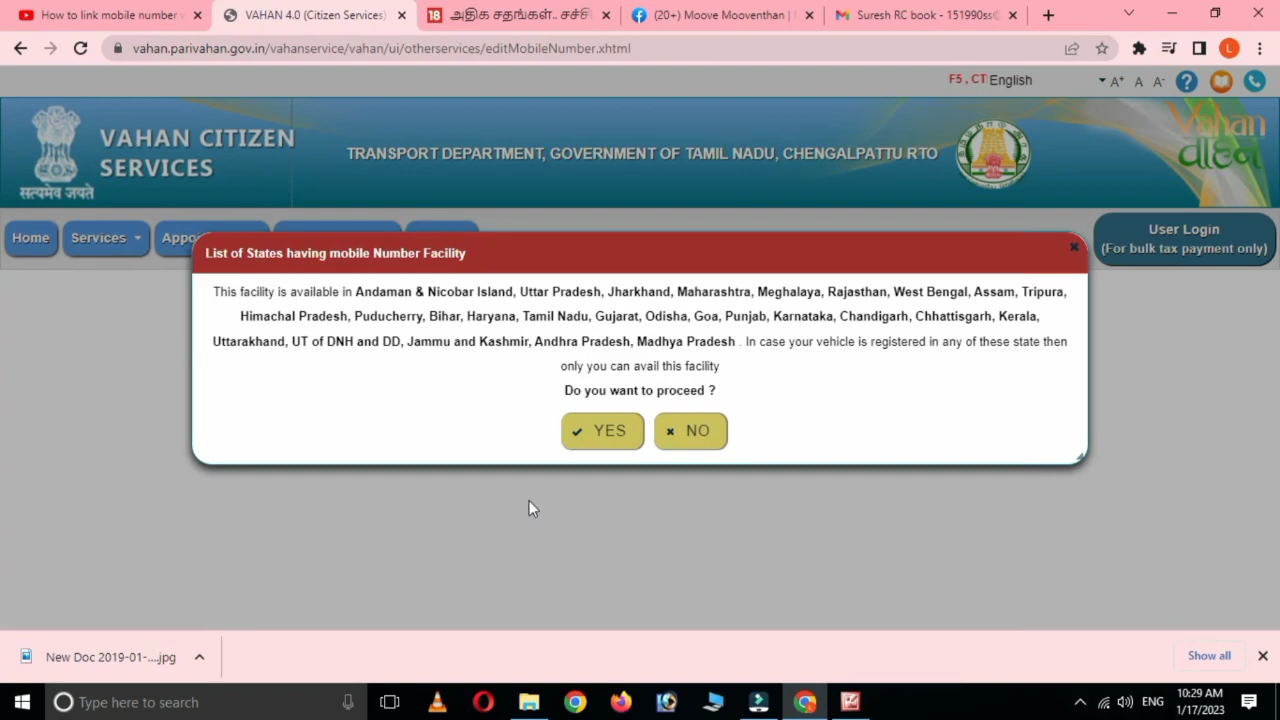 How to link mobile number
VAHAN 4.0 (Citizen Services)
18 அதிக சதங்கள்.. சச்சி
(20+) Moove Mooventhan |
Suresh RC book - 151990ss
vahan.parivahan.gov.in/vahanservice/vahan/ui/otherservices/editMobileNumber.xhtml
L
F5 , CT English
A+ A A- ?
VAHAN CITIZEN
SERVICES
सत्यमेव जयते
TRANSPORT DEPARTMENT, GOVERNMENT OF TAMIL NADU, CHENGALPATTU RTO
Vahan
वाहन
Home
Services
Appo
User Login
(For bulk tax payment only)
List of States having mobile Number Facility
This facility is available in Andaman & Nicobar Island, Uttar Pradesh, Jharkhand, Maharashtra, Meghalaya, Rajasthan, West Bengal, Assam, Tripura,
Himachal Pradesh, Puducherry, Bihar, Haryana, Tamil Nadu, Gujarat, Odisha, Goa, Punjab, Karnataka, Chandigarh, Chhattisgarh, Kerala,
Uttarakhand, UT of DNH and DD, Jammu and Kashmir, Andhra Pradesh, Madhya Pradesh . In case your vehicle is registered in any of these state then
only you can avail this facility
Do you want to proceed ?
YES
NO
New Doc 2019-01-....jpg
Show all
Type here to search
ENG
10:29 AM
1/17/2023